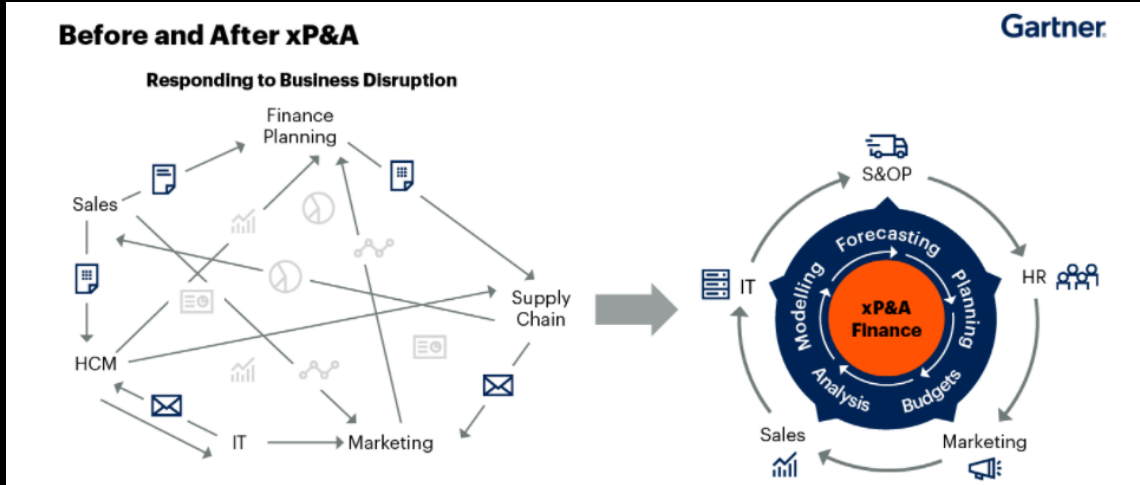 Before and After xP&A
Gartner
Responding to Business Disruption
Finance
Planning
Sales
HCM
IT
Marketing
Supply
Chain
S&OP
HR
Marketing
Sales
IT
Forecasting
Planning
Budgets
Analysis
Modelling
xP&A
Finance